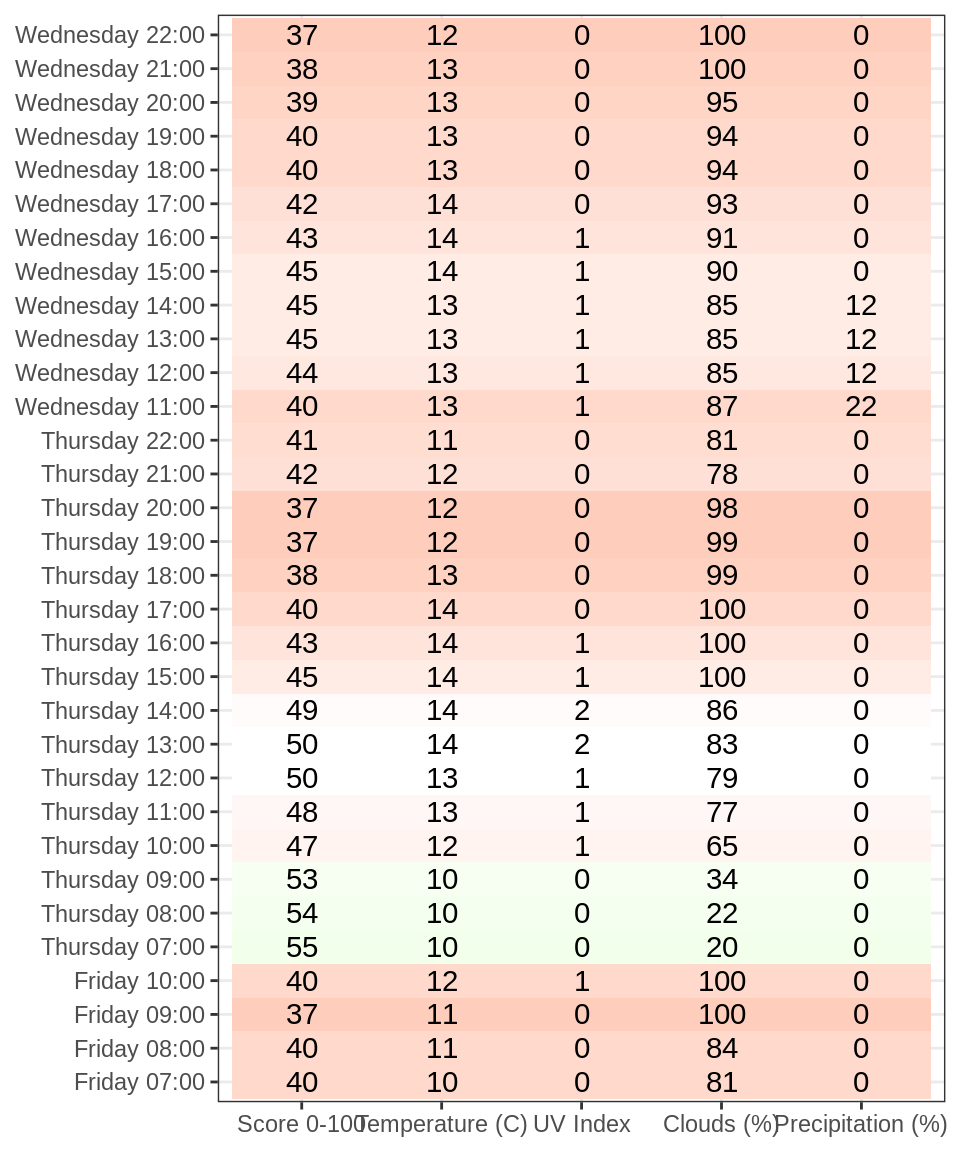 Wednesday 22:00 37 12 0 100 0
Wednesday 21:00 38 13 0 100 0
Wednesday 20:00 39 13 0 95 0
Wednesday 19:00 40 13 0 94 0
Wednesday 18:00 40 13 0 94 0
Wednesday 17:00 42 14 0 93 0
Wednesday 16:00 43 14 1 91 0
Wednesday 15:00 45 14 1 90 0
Wednesday 14:00 45 13 1 85 12
Wednesday 13:00 45 13 1 85 12
Wednesday 12:00 44 13 1 85 12
Wednesday 11:00 40 13 1 87 22
Thursday 22:00 41 11 0 81 0
Thursday 21:00 42 12 0 78 0
Thursday 20:00 37 12 0 98 0
Thursday 19:00 37 12 0 99 0
Thursday 18:00 38 13 0 99 0
Thursday 17:00 40 14 0 100 0
Thursday 16:00 43 14 1 100 0
Thursday 15:00 45 14 1 100 0
Thursday 14:00 49 14 2 86 0
Thursday 13:00 50 14 2 83 0
Thursday 12:00 50 13 1 79 0
Thursday 11:00 48 13 1 77 0
Thursday 10:00 47 12 1 65 0
Thursday 09:00 53 10 0 34 0
Thursday 08:00 54 10 0 22 0
Thursday 07:00 55 10 0 20 0
Friday 10:00 40 12 1 100 0
Friday 09:00 37 11 0 100 0
Friday 08:00 40 11 0 84 0
Friday 07:00 40 10 0 81 0
Score 0-100 Temperature (C) UV Index Clouds (%) Precipitation (%)